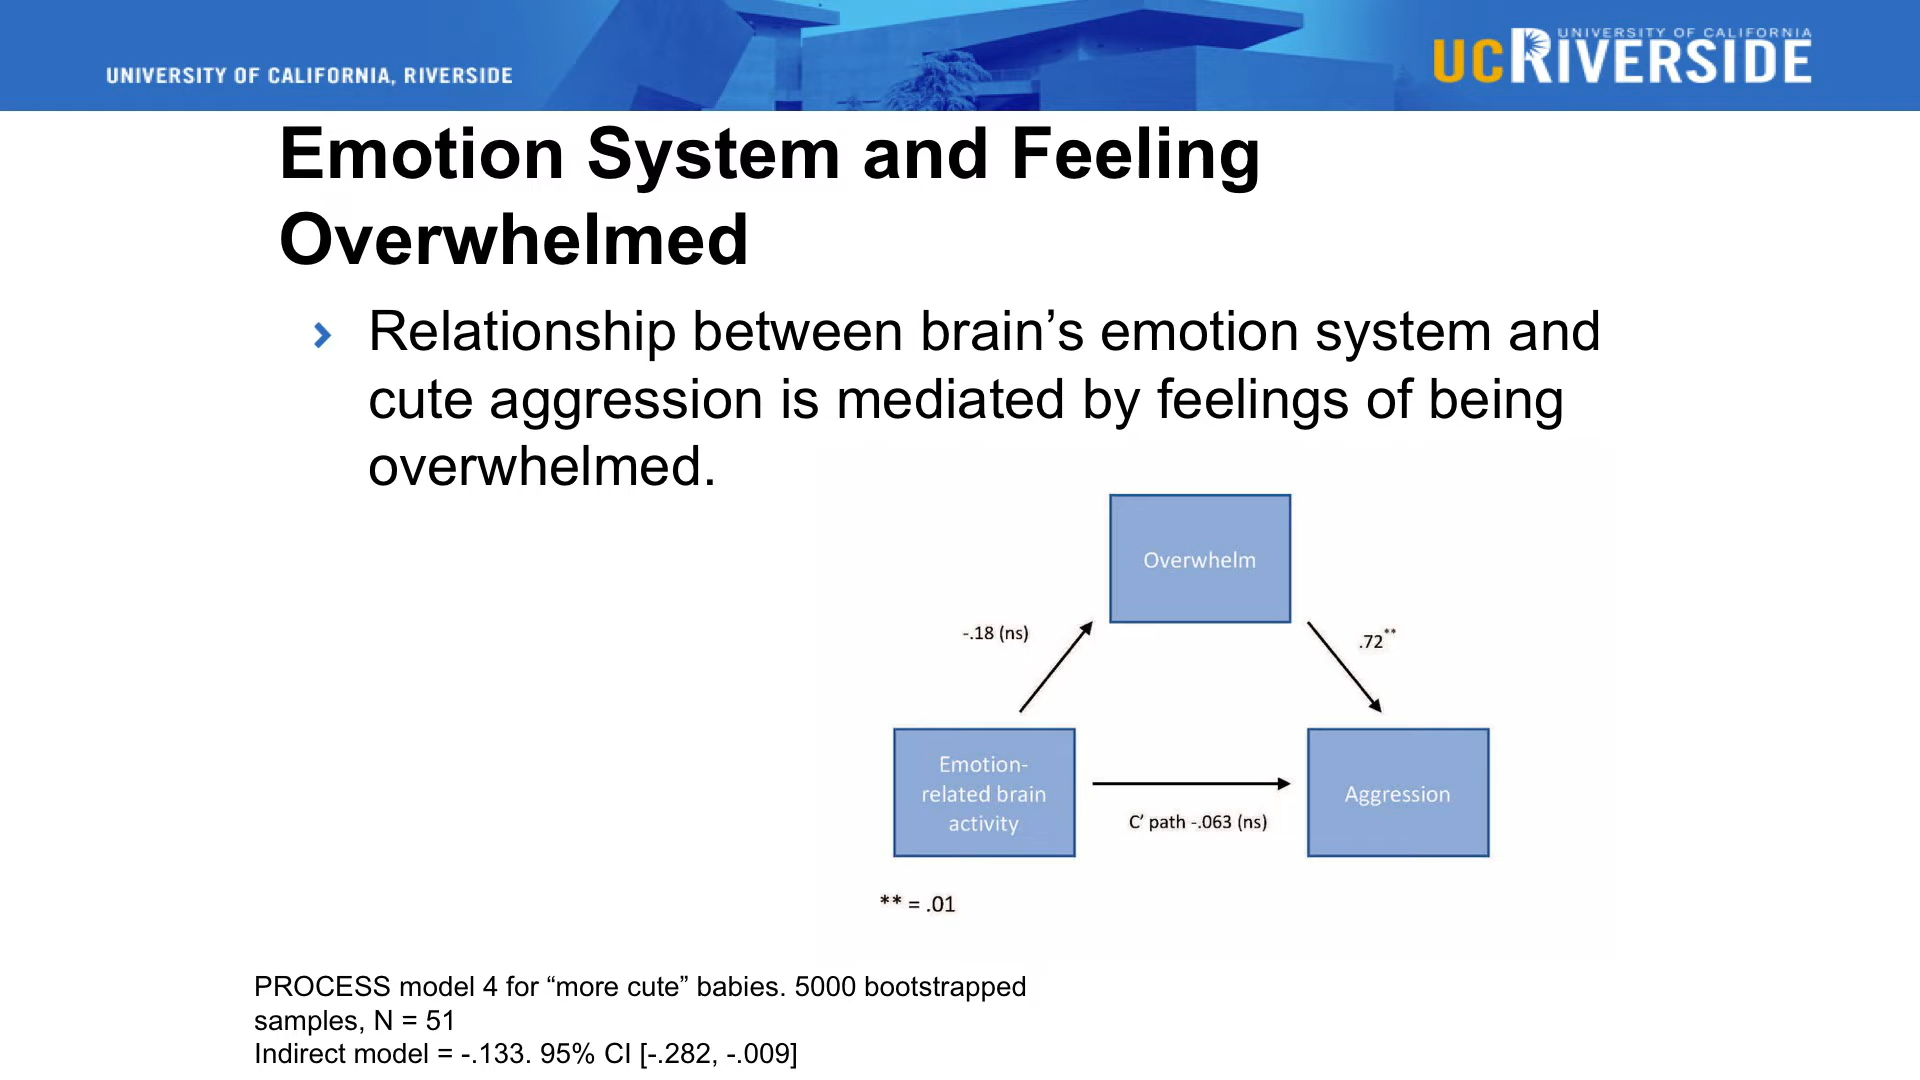 UNIVERSITY OF CALIFORNIA, RIVERSIDE
UNIVERSITY OF CALIFORNIA
UCRIVERSIDE
Emotion System and Feeling
Overwhelmed
Relationship between brain’s emotion system and
cute aggression is mediated by feelings of being
overwhelmed.
Overwhelm
-.18 (ns)
.72**
Emotion-
related brain
activity
Aggression
C’ path -.063 (ns)
** = .01
PROCESS model 4 for “more cute” babies. 5000 bootstrapped
samples, N = 51
Indirect model = -.133. 95% CI [-.282, -.009]